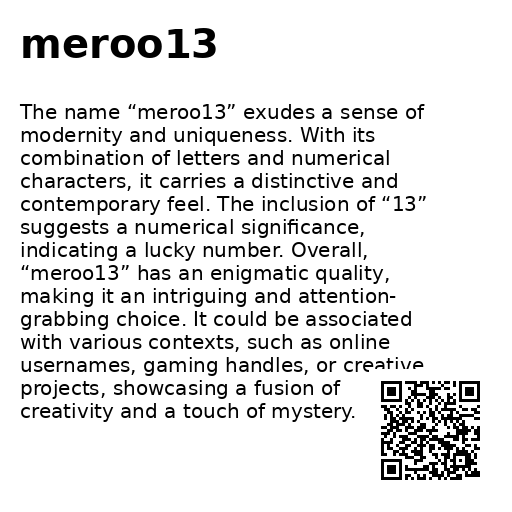 meroo13
The name “meroo13” exudes a sense of
modernity and uniqueness. With its
combination of letters and numerical
characters, it carries a distinctive and
contemporary feel. The inclusion of “13”
suggests a numerical significance,
indicating a lucky number. Overall,
“meroo13” has an enigmatic quality,
making it an intriguing and attention-
grabbing choice. It could be associated
with various contexts, such as online
usernames, gaming handles, or creative
projects, showcasing a fusion of
creativity and a touch of mystery.